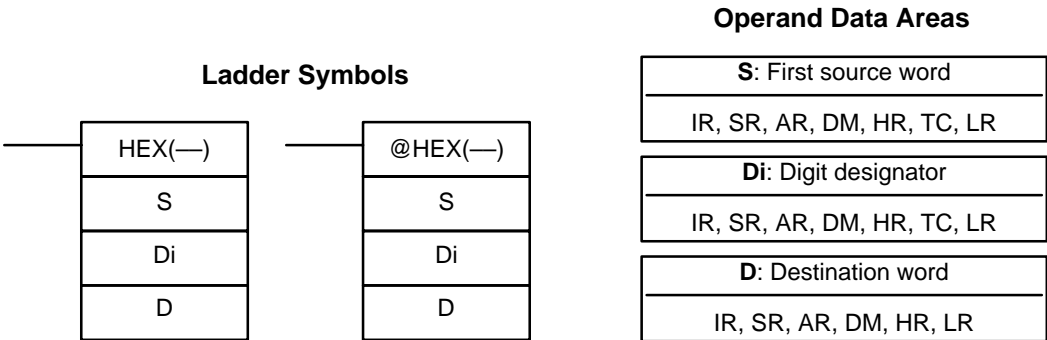 Operand Data Areas
Ladder Symbols
HEX(—)
S
Di
D
@HEX(—)
S
Di
D
S: First source word
IR, SR, AR, DM, HR, TC, LR
Di: Digit designator
IR, SR, AR, DM, HR, TC, LR
D: Destination word
IR, SR, AR, DM, HR, LR